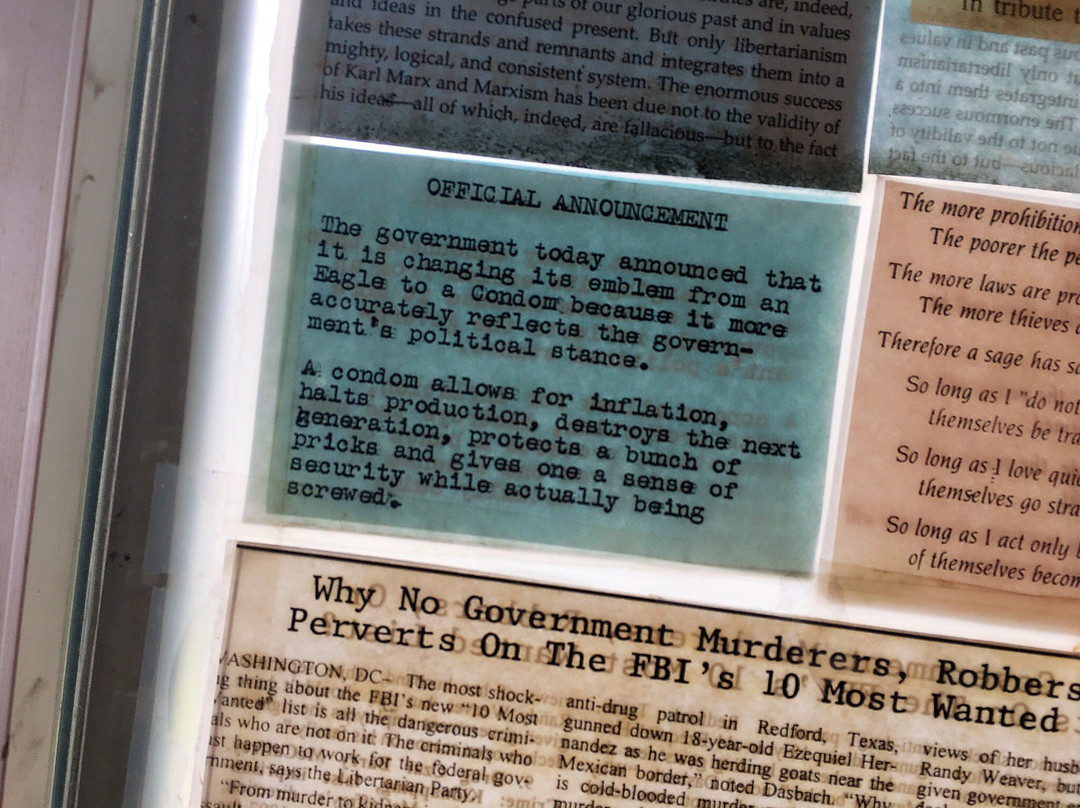 parts of our glorious past and in values
and ideas in the confused present. But only libertarianism
takes these strands and remnants and integrates them into a
mighty, logical, and consistent system. The enormous success
of Karl Marx and Marxism has been due not to the validity of
his ideas—all of which, indeed, are fallacious—but to the fact
in tribute
OFFICIAL ANNOUNCEMENT
The government today announced that
it is changing its emblem from an
Eagle to a Condom because it more
accurately reflects the govern-
ment's political stance.
A condom allows for inflation,
halts production, destroys the next
generation, protects a bunch of
pricks and gives one a sense of
security while actually being
screwed.
The more prohibition
The poorer the
The more laws are
The more thieves
Therefore a sage has
So long as I "do not
themselves be
So long as I love
themselves go
So long as I act only
of themselves
Why No Government Murderers, Robbers
Perverts On The FBI's 10 Most Wanted
WASHINGTON, DC- The most shock-
thing about the FBI's new "10 Most
Wanted" list is all the dangerous crimi-
who are not on it. The criminals who
happen to work for the federal gov-
says the Libertarian Party.
"From murder to
anti-drug patrol in Redford, Texas,
gunned down 18-year-old Ezequiel Her-
nandez as he was herding goats near the
Mexican border," noted Dasbach. "Why
is cold-blooded
views of her
Randy Weaver, but
given government